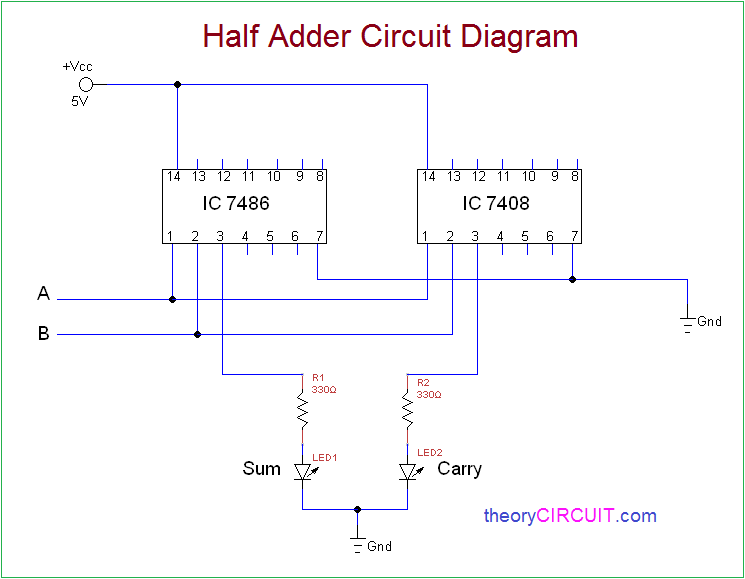 Half Adder Circuit Diagram
+Vcc
5V
14 13 12 11 10 9 8
IC 7486
1 2 3 4 5 6 7
14 13 12 11 10 9 8
IC 7408
1 2 3 4 5 6 7
A
B
Gnd
R1
330Ω
R2
330Ω
LED1
LED2
Sum
Carry
Gnd
theoryCIRCUIT.com